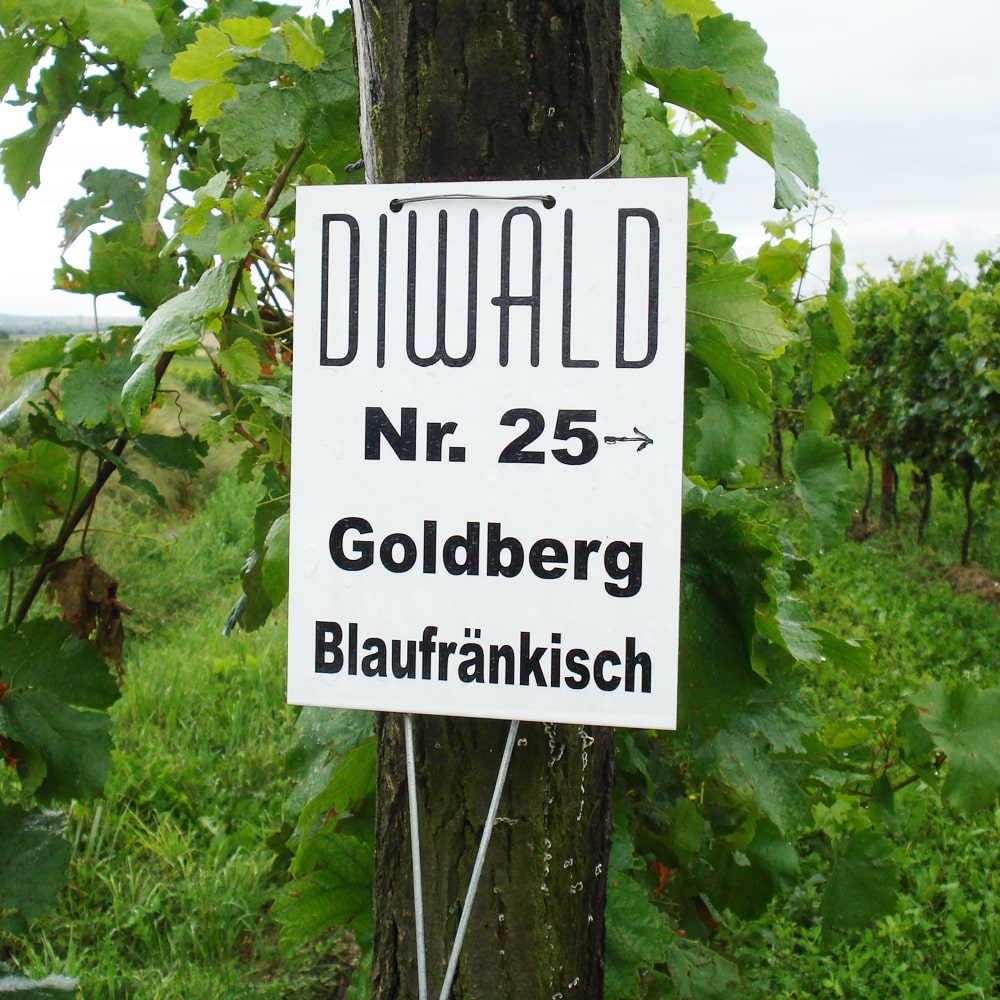 DIWALD
Nr. 25→
Goldberg
Blaufränkisch